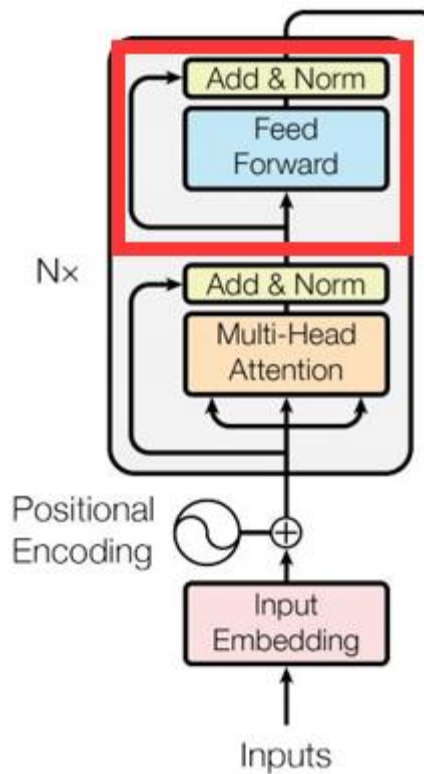 Add & Norm
Feed
Forward
N×
Add & Norm
Multi-Head
Attention
Positional
Encoding
Input
Embedding
Inputs